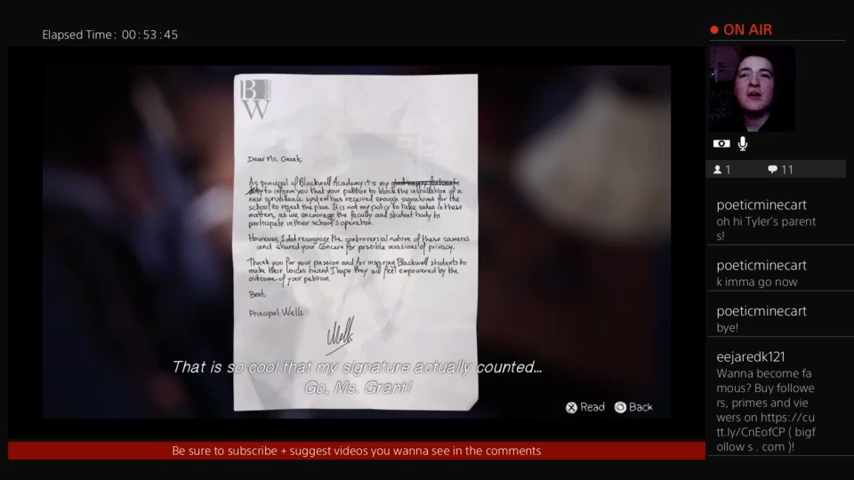 Elapsed Time: 00:53:45
ON AIR
BW
Dear Ms. Grant,
As principal of Blackwell Academy it is my
duty to inform you that your petition to block the installation of a
new surveillance system has received enough signatures for the
school to reject the plan. It is not my policy to take sides in these
matters, as we encourage the faculty and student body to
participate in their school's operation.
However, I did recognize the controversial nature of these cameras
and shared your concern for possible invasions of privacy.
Thank you for your passion and for inspiring Blackwell students to
make their voices heard. I hope they will feel empowered by the
outcome of your petition.
Best,
Principal Wells
Wells
That is so cool that my signature actually counted...
Go, Ms. Grant!
Read
Back
Be sure to subscribe + suggest videos you wanna see in the comments
1
11
poeticminecart
oh hi Tyler's parent
s!
poeticminecart
k imma go now
poeticminecart
bye!
eejaredk121
Wanna become fa
mous? Buy followe
rs, primes and vie
wers on https://cu
tt.ly/CnEofCP ( bigf
ollow s . com )!